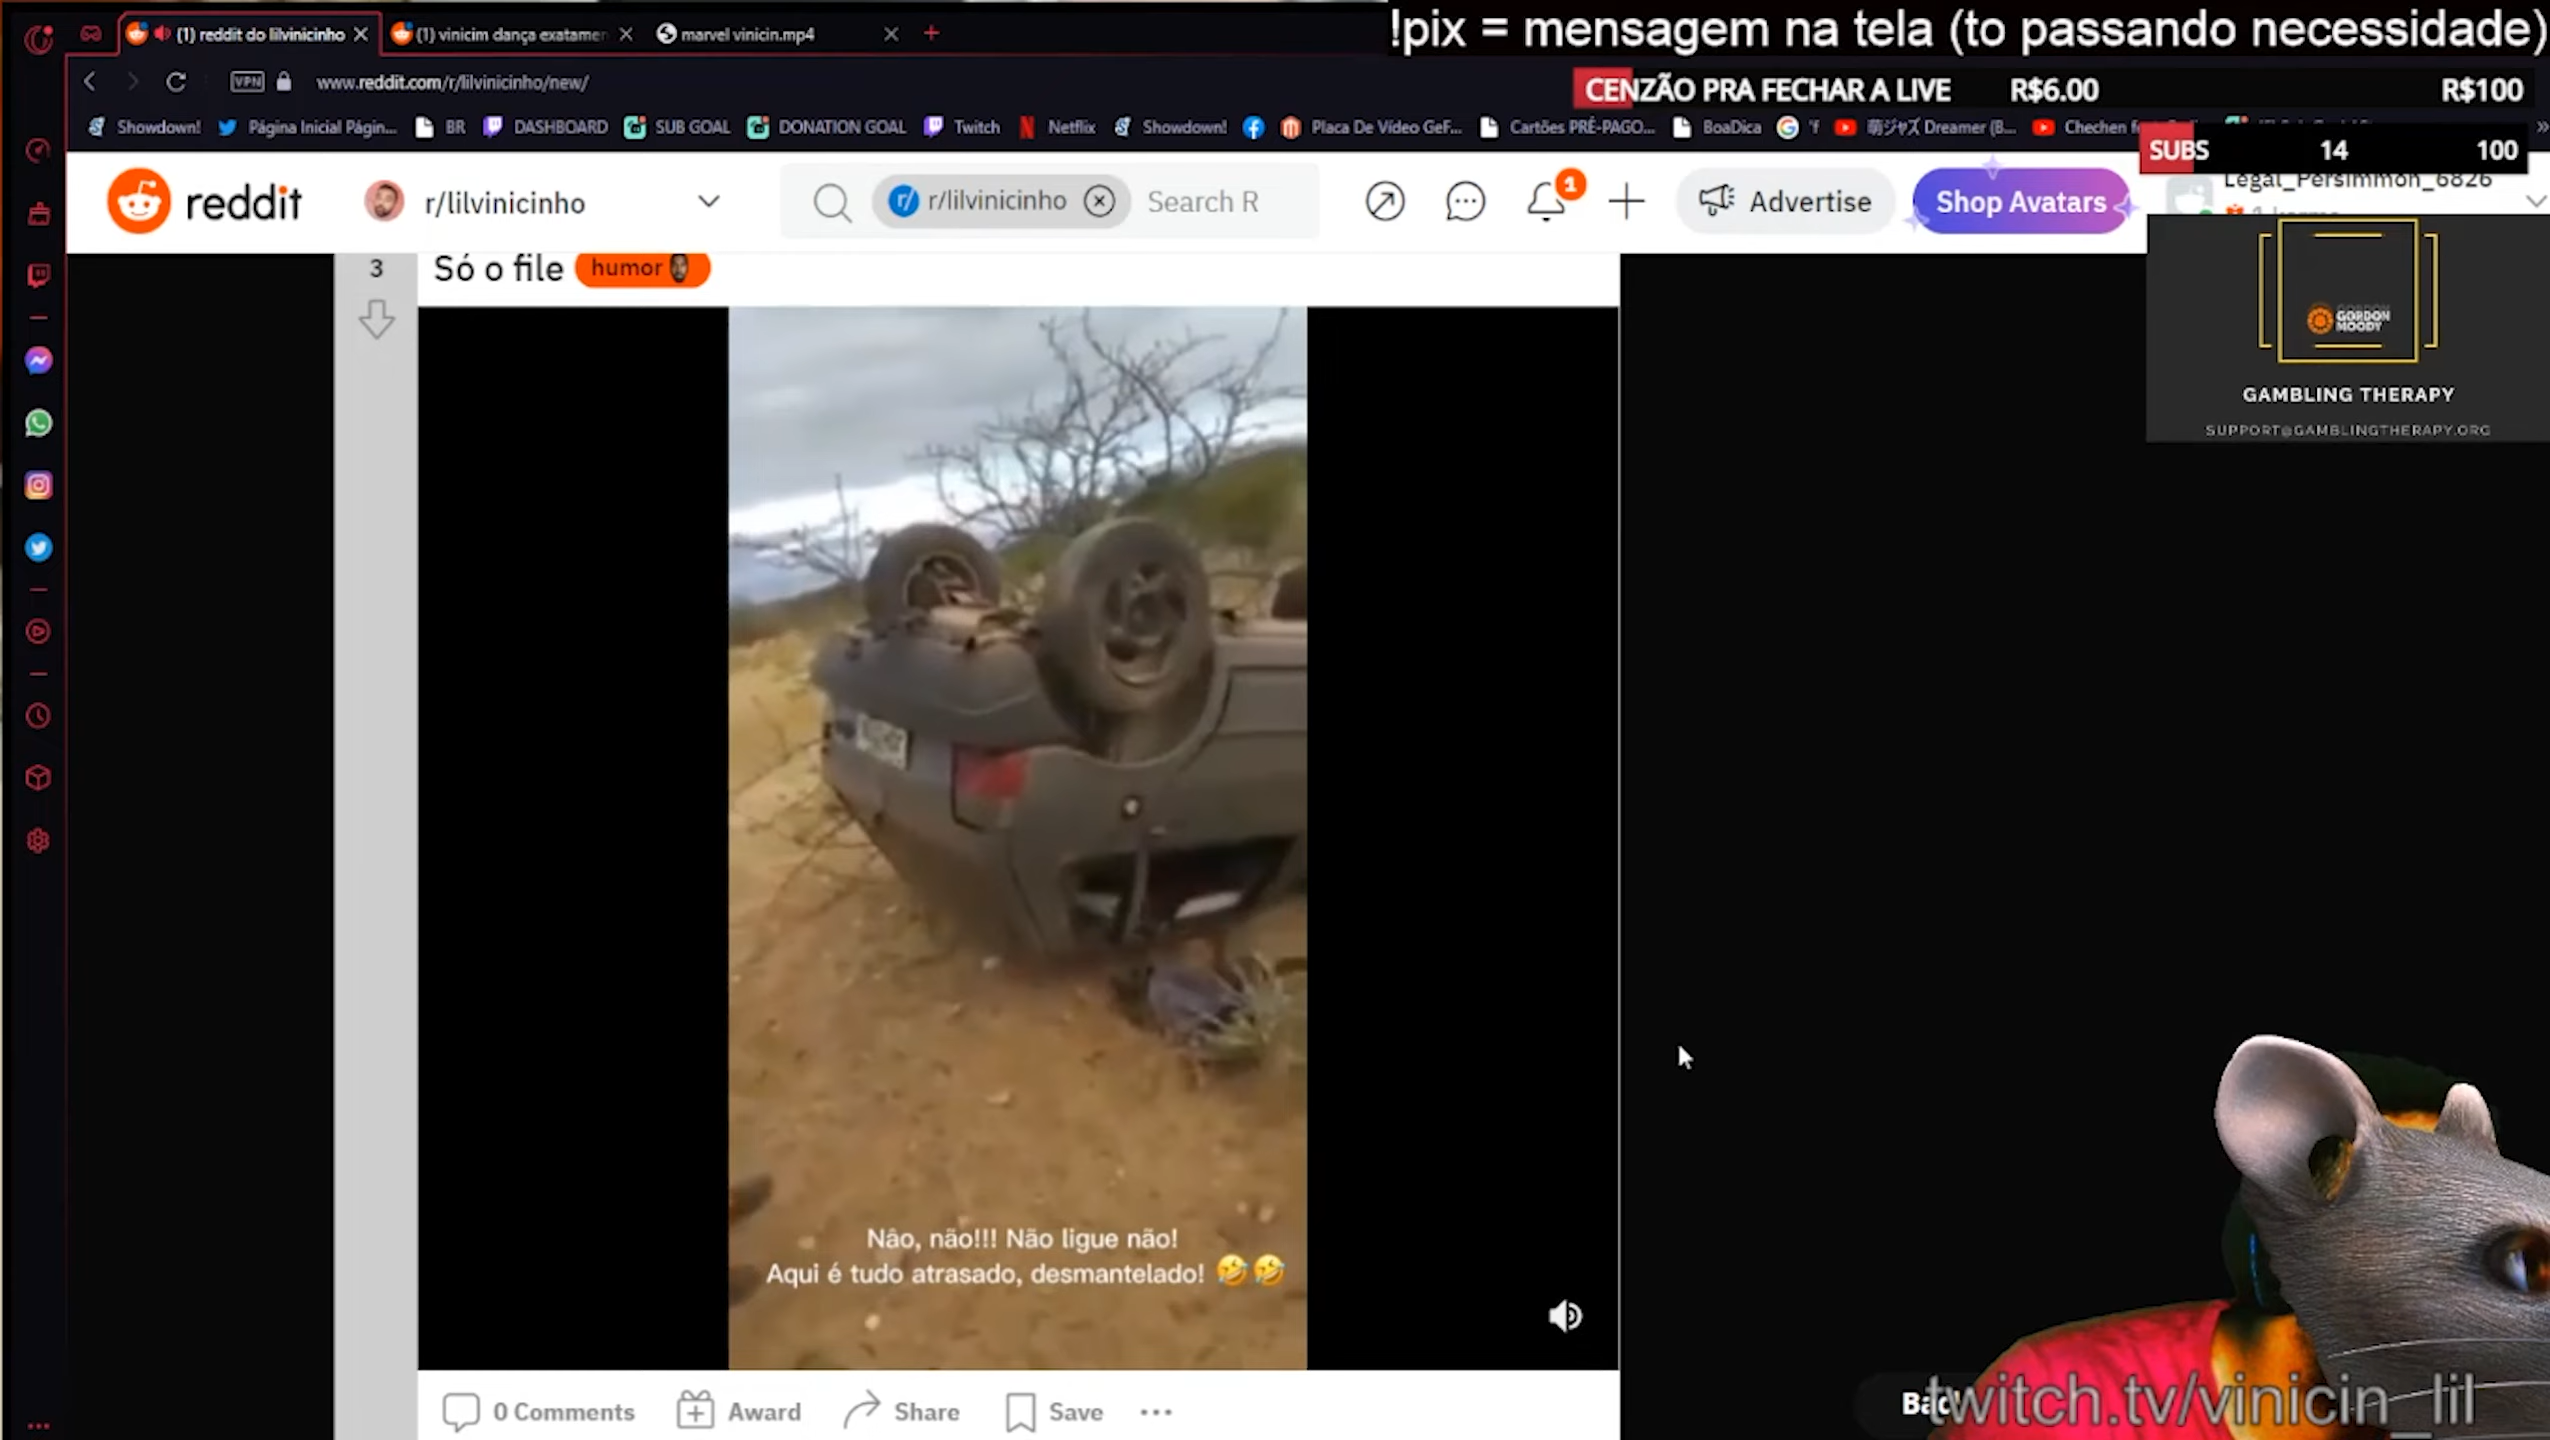 (1) reddit do lilvinicinho
(1) vinicim dança exatamen
marvel vinicin.mp4
!pix = mensagem na tela (to passando necessidade)
VPN
www.reddit.com/r/lilvinicinho/new/
CENZÃO PRA FECHAR A LIVE R$6.00 R$100
Showdown!
Página Inicial Págin...
BR
DASHBOARD
SUB GOAL
DONATION GOAL
Twitch
Netflix
Showdown!
Placa De Vídeo GeF...
Cartões PRÉ-PAGO...
BoaDica
Dreamer (B...
Chechen
SUBS 14 100
reddit
r/lilvinicinho
r/ r/lilvinicinho
Search R
1
Advertise
Shop Avatars
Legal_Persimmon_6826
GORDON
MOODY
GAMBLING THERAPY
SUPPORT@GAMBLINGTHERAPY.ORG
3
Só o file humor
Não, não!!! Não ligue não!
Aqui é tudo atrasado, desmantelado! 🤣🤣
0 Comments
Award
Share
Save
twitch.tv/vinicin_lil